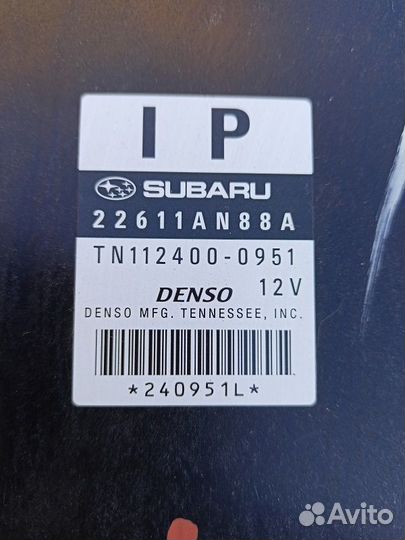 I P
SUBARU
22611AN88A
TN112400-0951
DENSO 12V
DENSO MFG. TENNESSEE, INC.
*240951L*
Avito